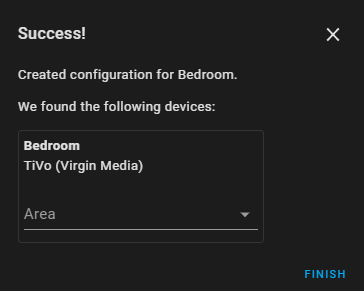 Success!
Created configuration for Bedroom.
We found the following devices:
Bedroom
TiVo (Virgin Media)
Area
FINISH